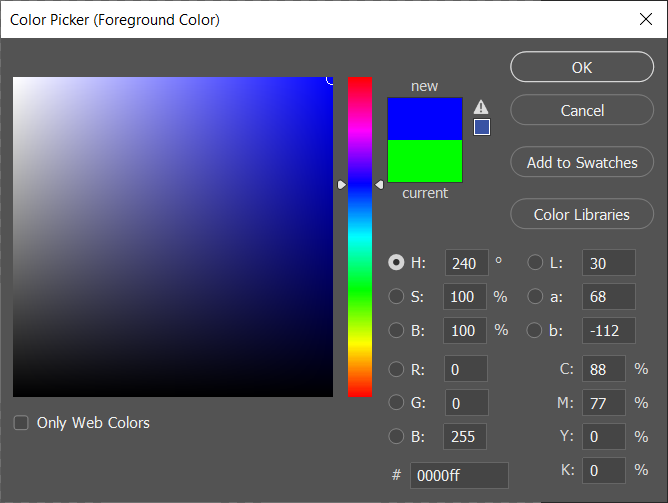 Color Picker (Foreground Color)
new
current
OK
Cancel
Add to Swatches
Color Libraries
H: 240 °
S: 100 %
B: 100 %
R: 0
G: 0
B: 255
# 0000ff
L: 30
a: 68
b: -112
C: 88 %
M: 77 %
Y: 0 %
K: 0 %
Only Web Colors